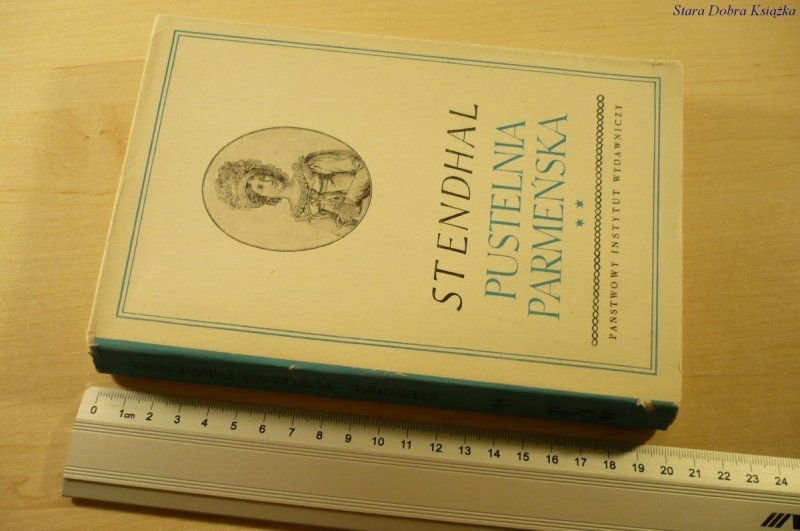 Stara Dobra Książka
STENDHAL
PUSTELNIA
PARMEŃSKA
**
PAŃSTWOWY INSTYTUT WYDAWNICZY
STENDHAL · PUSTELNIA PARMEŃSKA
0 1cm 2 3 4 5 6 7 8 9 10 11 12 13 14 15 16 17 18 19 20 21 22 23 24